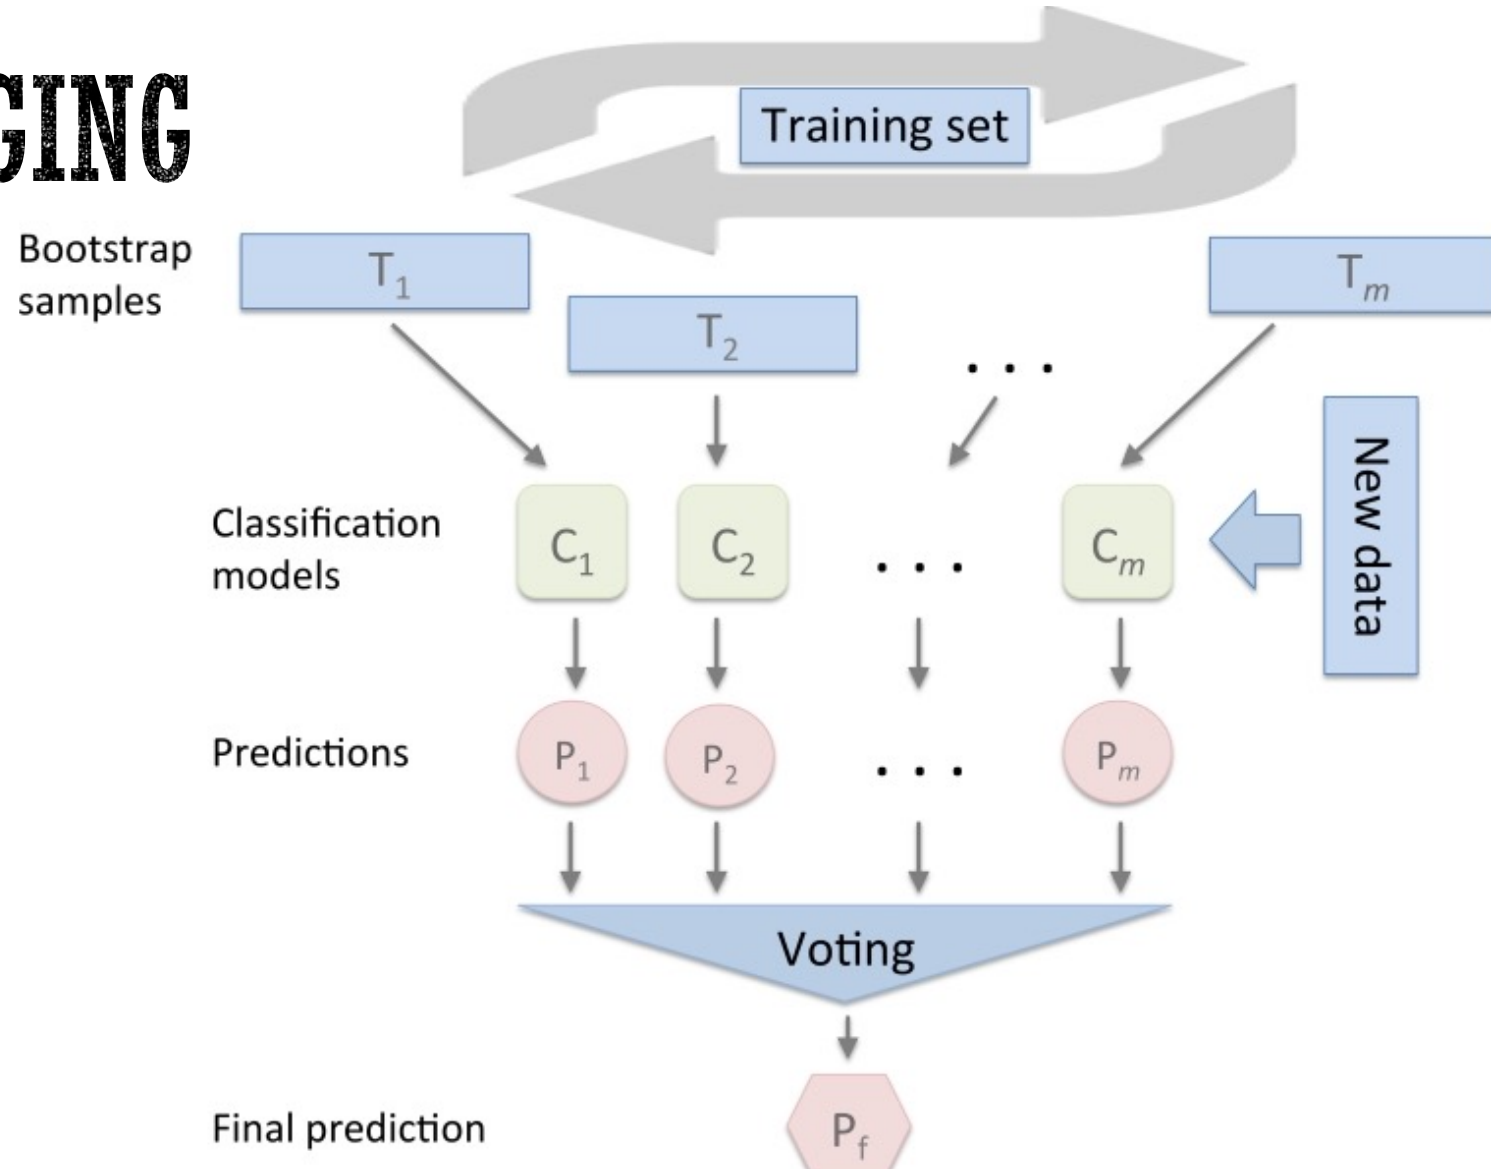 GING
Training set
Bootstrap
samples
T1
T2
. . .
Tm
New data
Classification
models
C1
C2
. . .
Cm
Predictions
P1
P2
. . .
Pm
Voting
Final prediction
Pf